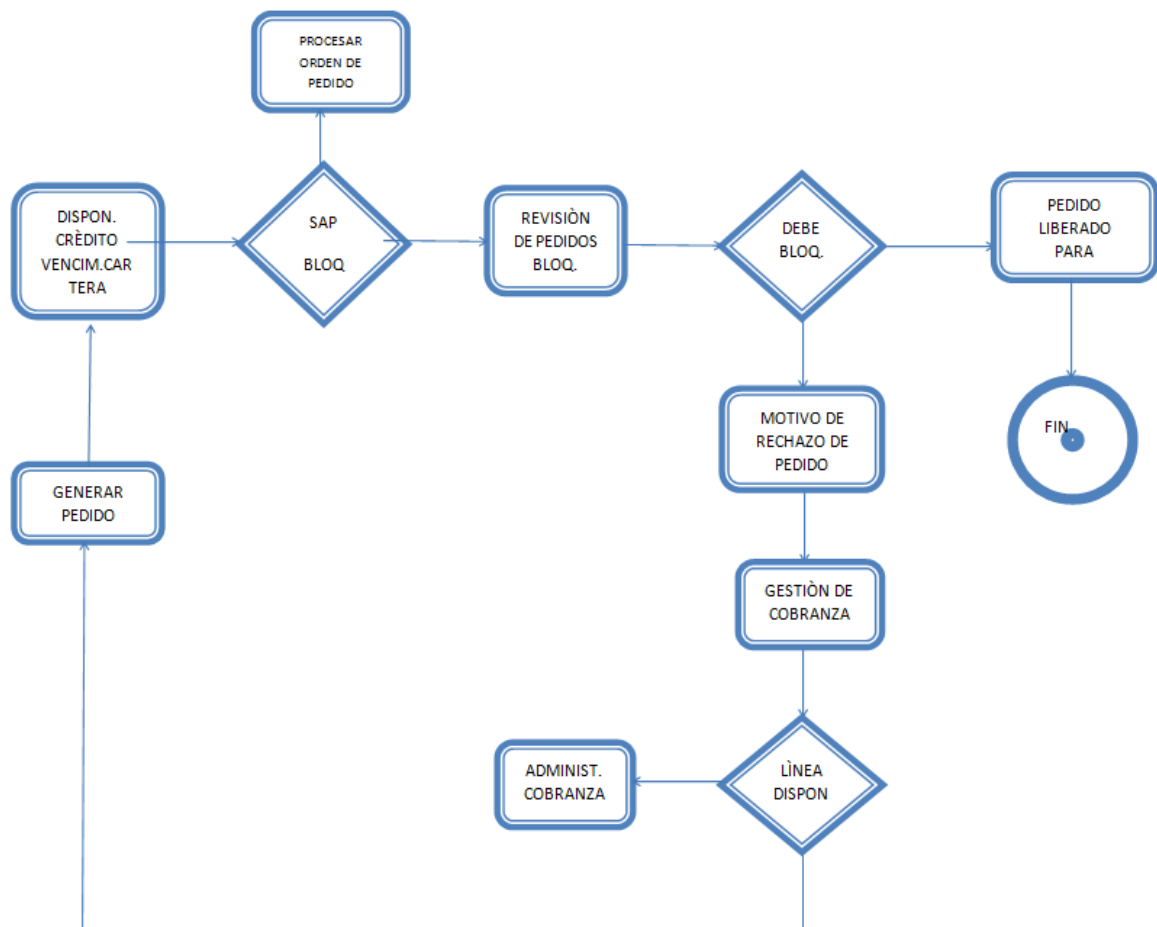 PROCESAR
ORDEN DE
PEDIDO
DISPON.
CRÈDITO
VENCIM.CAR
TERA
SAP
BLOQ
REVISIÒN
DE PEDIDOS
BLOQ.
DEBE
BLOQ.
PEDIDO
LIBERADO
PARA
MOTIVO DE
RECHAZO DE
PEDIDO
FIN
GENERAR
PEDIDO
GESTIÒN DE
COBRANZA
ADMINIST.
COBRANZA
LÌNEA
DISPON